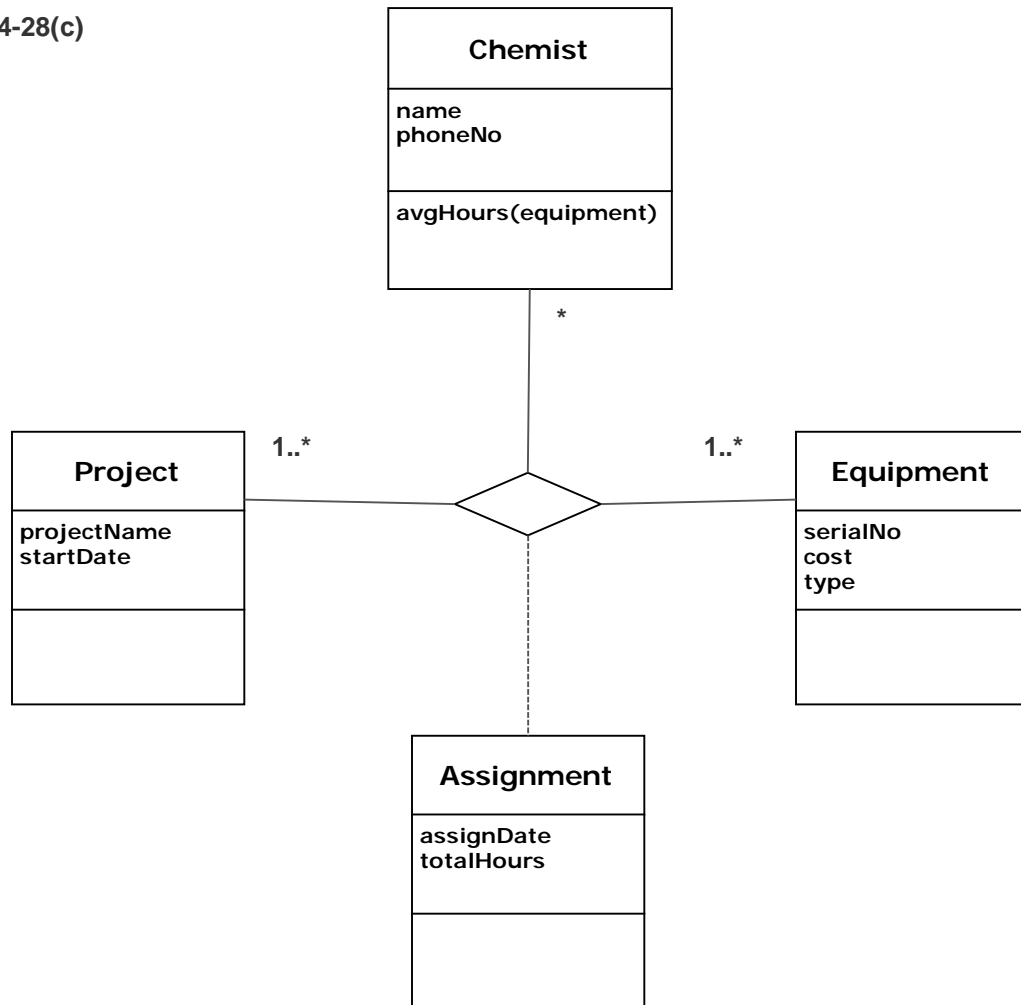 4-28(c)
Chemist
name
phoneNo
avgHours(equipment)
*
1..*
1..*
Project
projectName
startDate
Equipment
serialNo
cost
type
Assignment
assignDate
totalHours